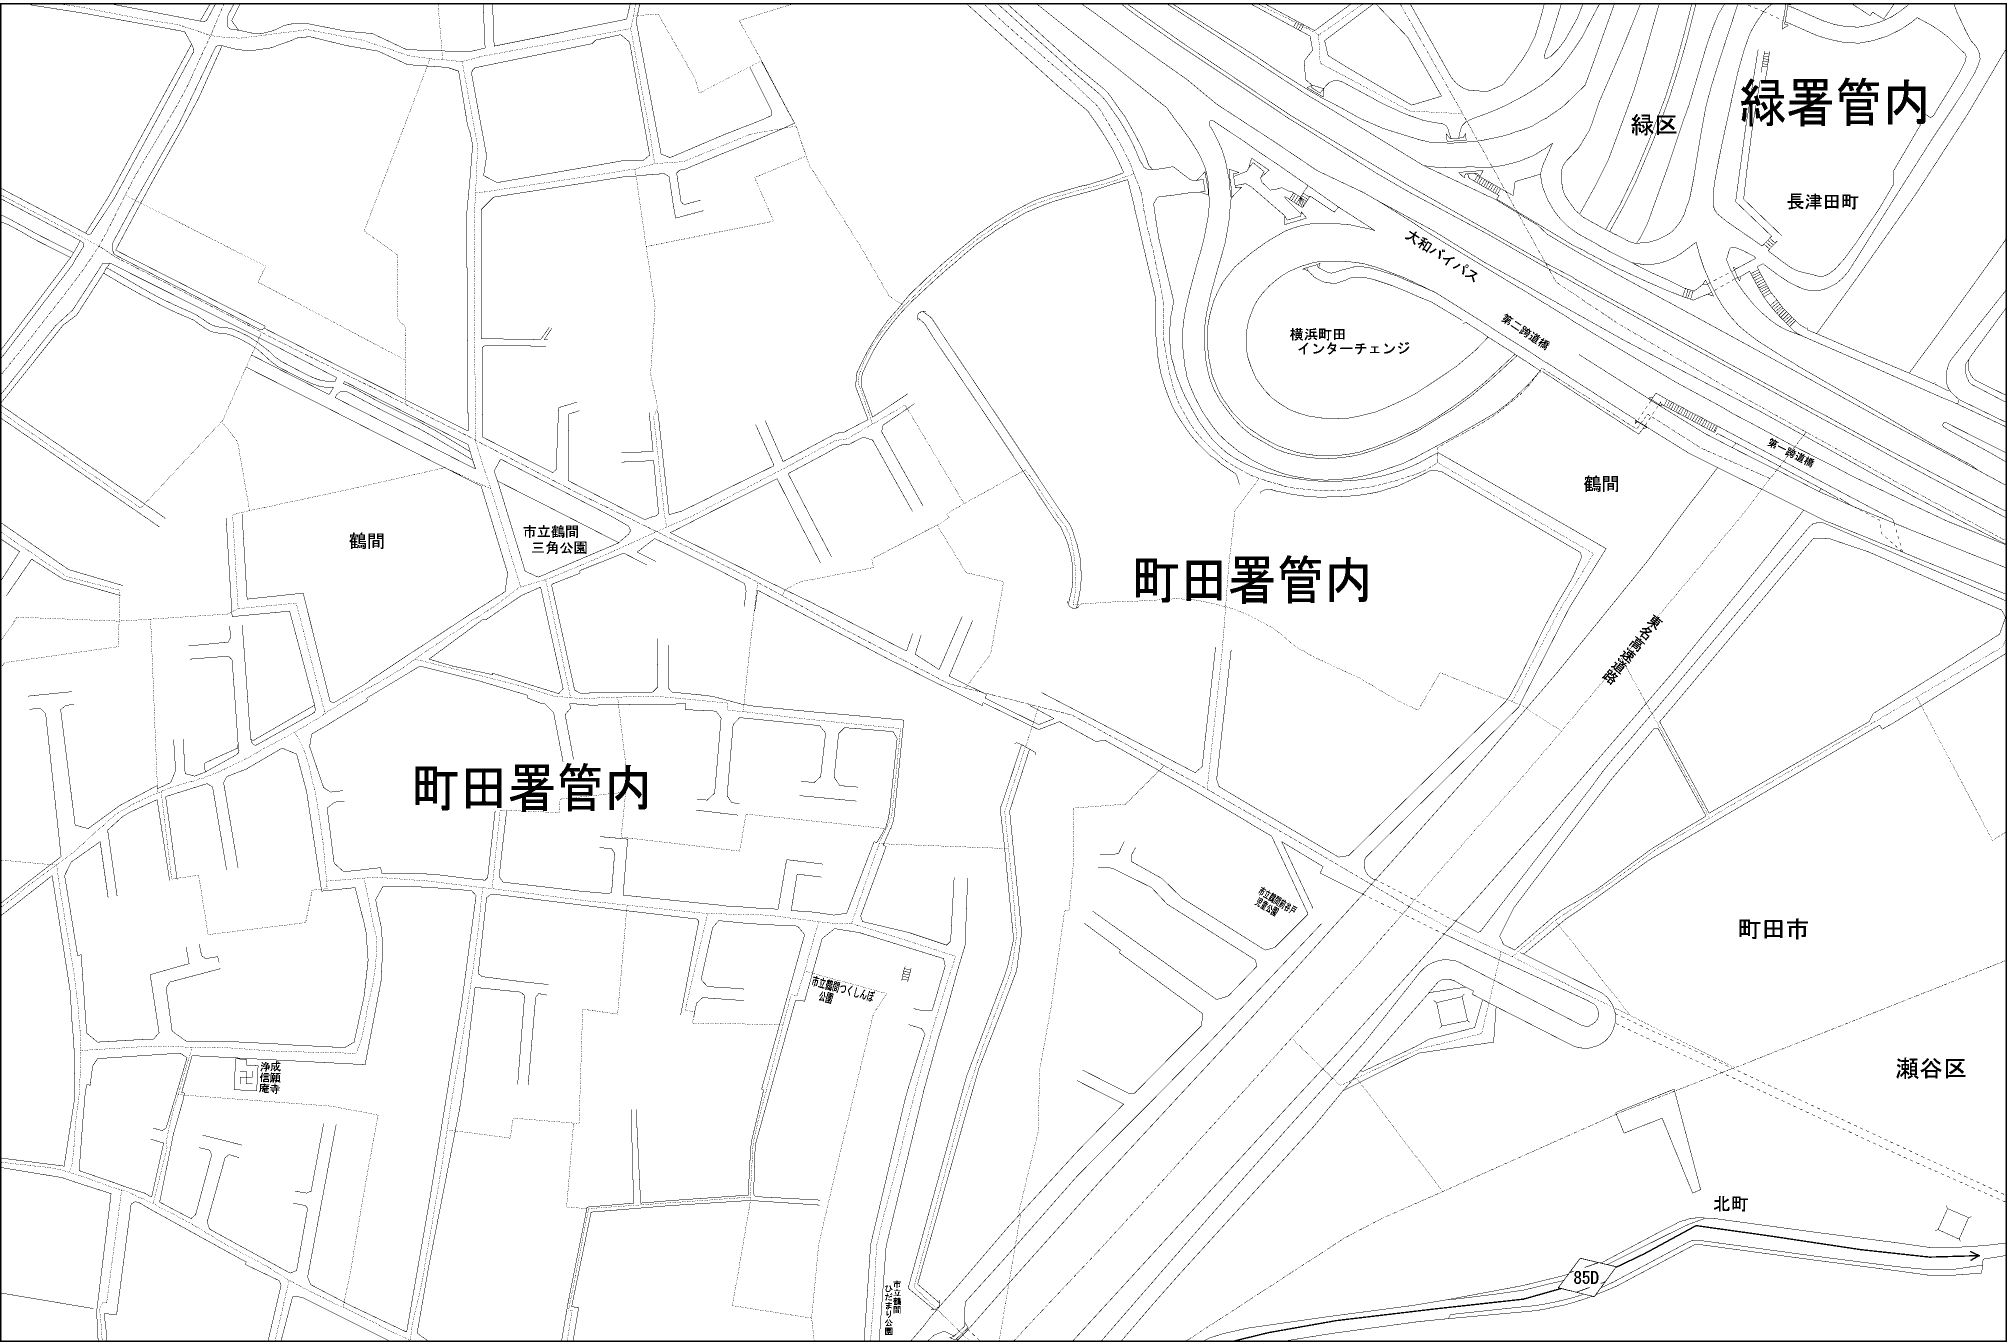 緑署管内
緑区
長津田町
大和バイパス
第二跨道橋
横浜町田
インターチェンジ
第一跨道橋
鶴間
鶴間
市立鶴間
三角公園
町田署管内
東名高速道路
町田署管内
市立鶴間前谷戸
児童公園
町田市
市立鶴間つくしんぼ
公園
瀬谷区
成願寺
浄信庵
北町
85D
市立鶴間
ひだまり公園